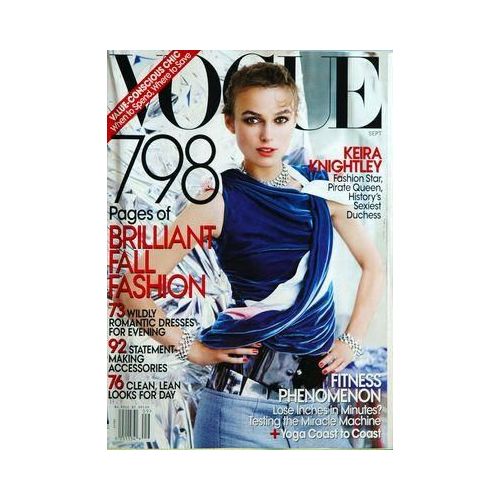 VALUE-CONSCIOUS CHIC
When to Spend, Where to Save
VOGUE
SEPT
798
Pages of
BRILLIANT
FALL
FASHION
73 WILDLY
ROMANTIC DRESSES
FOR EVENING
92 STATEMENT-
MAKING
ACCESSORIES
76 CLEAN, LEAN
LOOKS FOR DAY
KEIRA
KNIGHTLEY
Fashion Star,
Pirate Queen,
History's
Sexiest
Duchess
FITNESS
PHENOMENON
Lose Inches in Minutes?
Testing the Miracle Machine
+ Yoga Coast to Coast